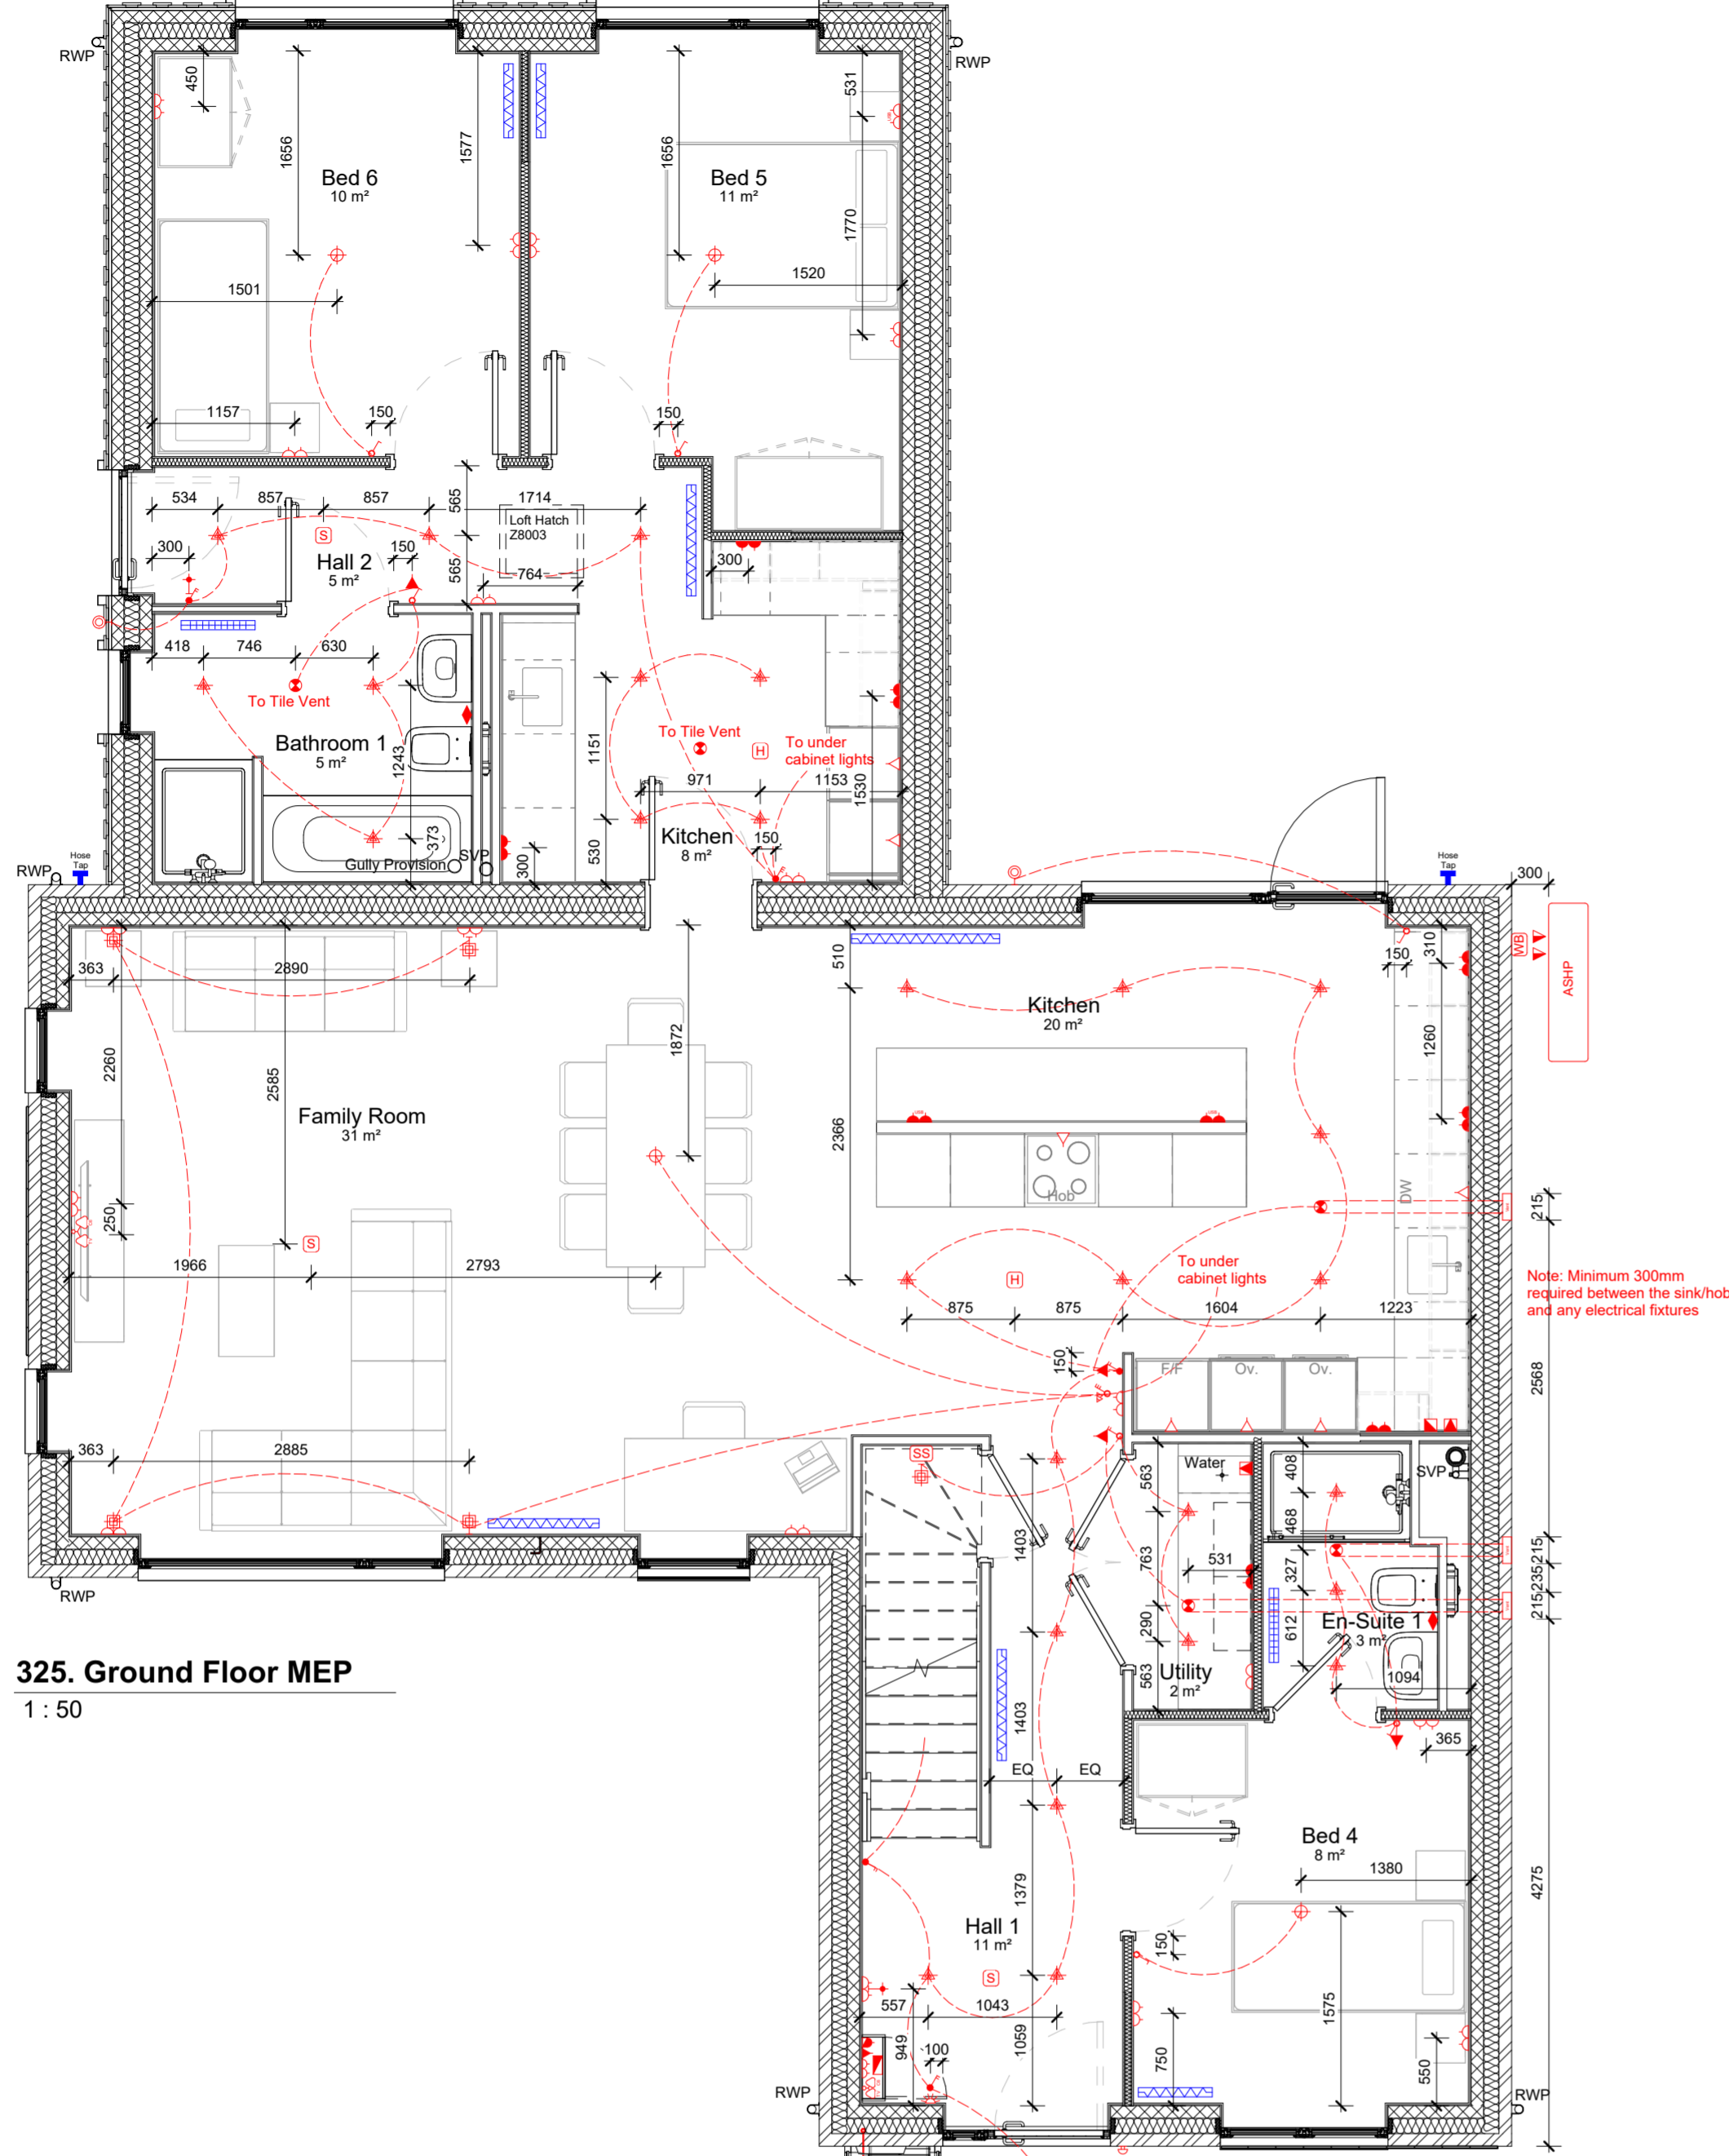 RWP
RWP
450
1656
1577
1656
531
Bed 6
10 m²
Bed 5
11 m²
USB
1770
1501
1520
1157
150
150
534
857
857
565
1714
Loft Hatch
Z8003
S
300
Hall 2
5 m²
150
565
764
300
418
746
630
To Tile Vent
To Tile Vent
H
To under
cabinet lights
Bathroom 1
5 m²
1243
1151
971
1153
1530
373
530
Kitchen
8 m²
150
Gully Provision
SVP
300
RWP
Hose
Tap
Hose
Tap
300
363
2890
510
150
310
WB
ASHP
Kitchen
20 m²
1872
2260
2585
1260
Family Room
31 m²
USB
USB
2366
Hob
DW
215
250
S
1966
2793
H
To under
cabinet lights
Note: Minimum 300mm
required between the sink/hob
and any electrical fixtures
875
875
1604
1223
150
F/F
Ov.
Ov.
2568
363
2885
SS
Water
563
408
SVP
468
1403
763
531
327
215
235
215
RWP
290
612
En-Suite 1
3 m²
325. Ground Floor MEP
1 : 50
Utility
2 m²
563
1094
1403
365
EQ
EQ
Bed 4
8 m²
1380
1379
4275
Hall 1
11 m²
150
S
557
1043
1575
949
100
1059
750
550
RWP
RWP